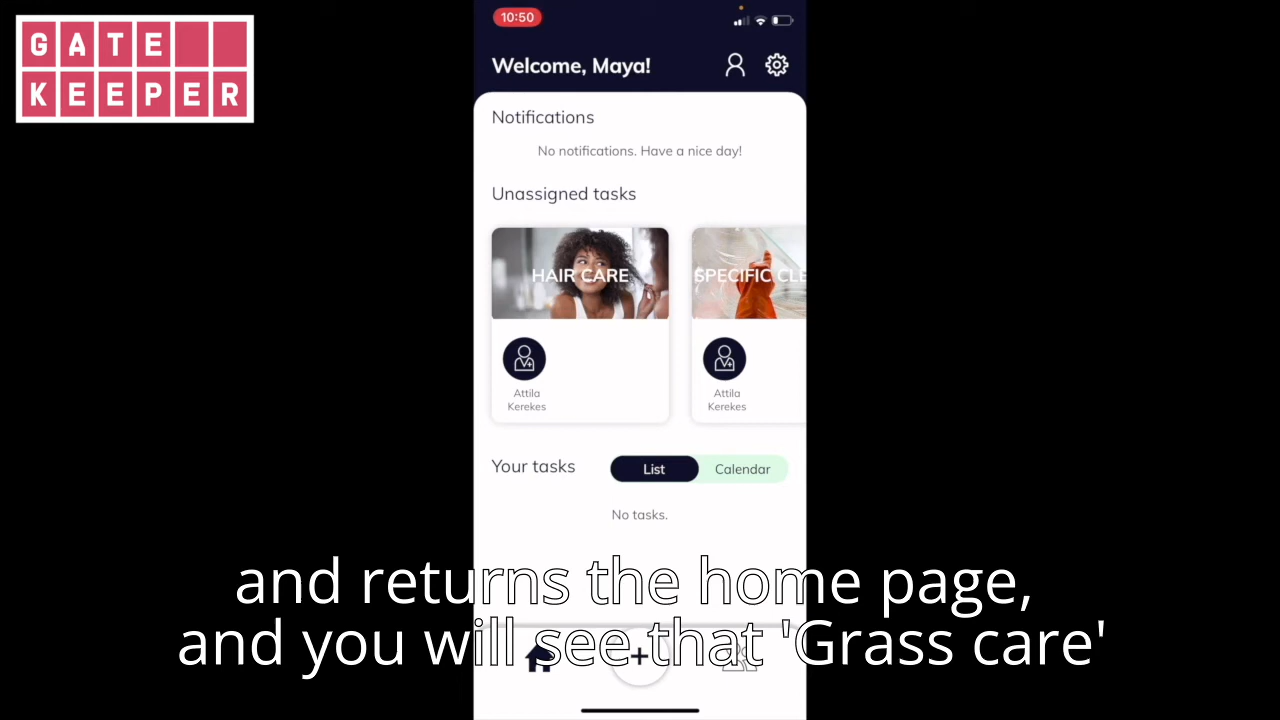 GATE
KEEPER
10:50
Welcome, Maya!
Notifications
No notifications. Have a nice day!
Unassigned tasks
HAIR CARE
SPECIFIC CLE
Attila
Kerekes
Attila
Kerekes
Your tasks
List
Calendar
No tasks.
and returns the home page,
and you will see that 'Grass care'